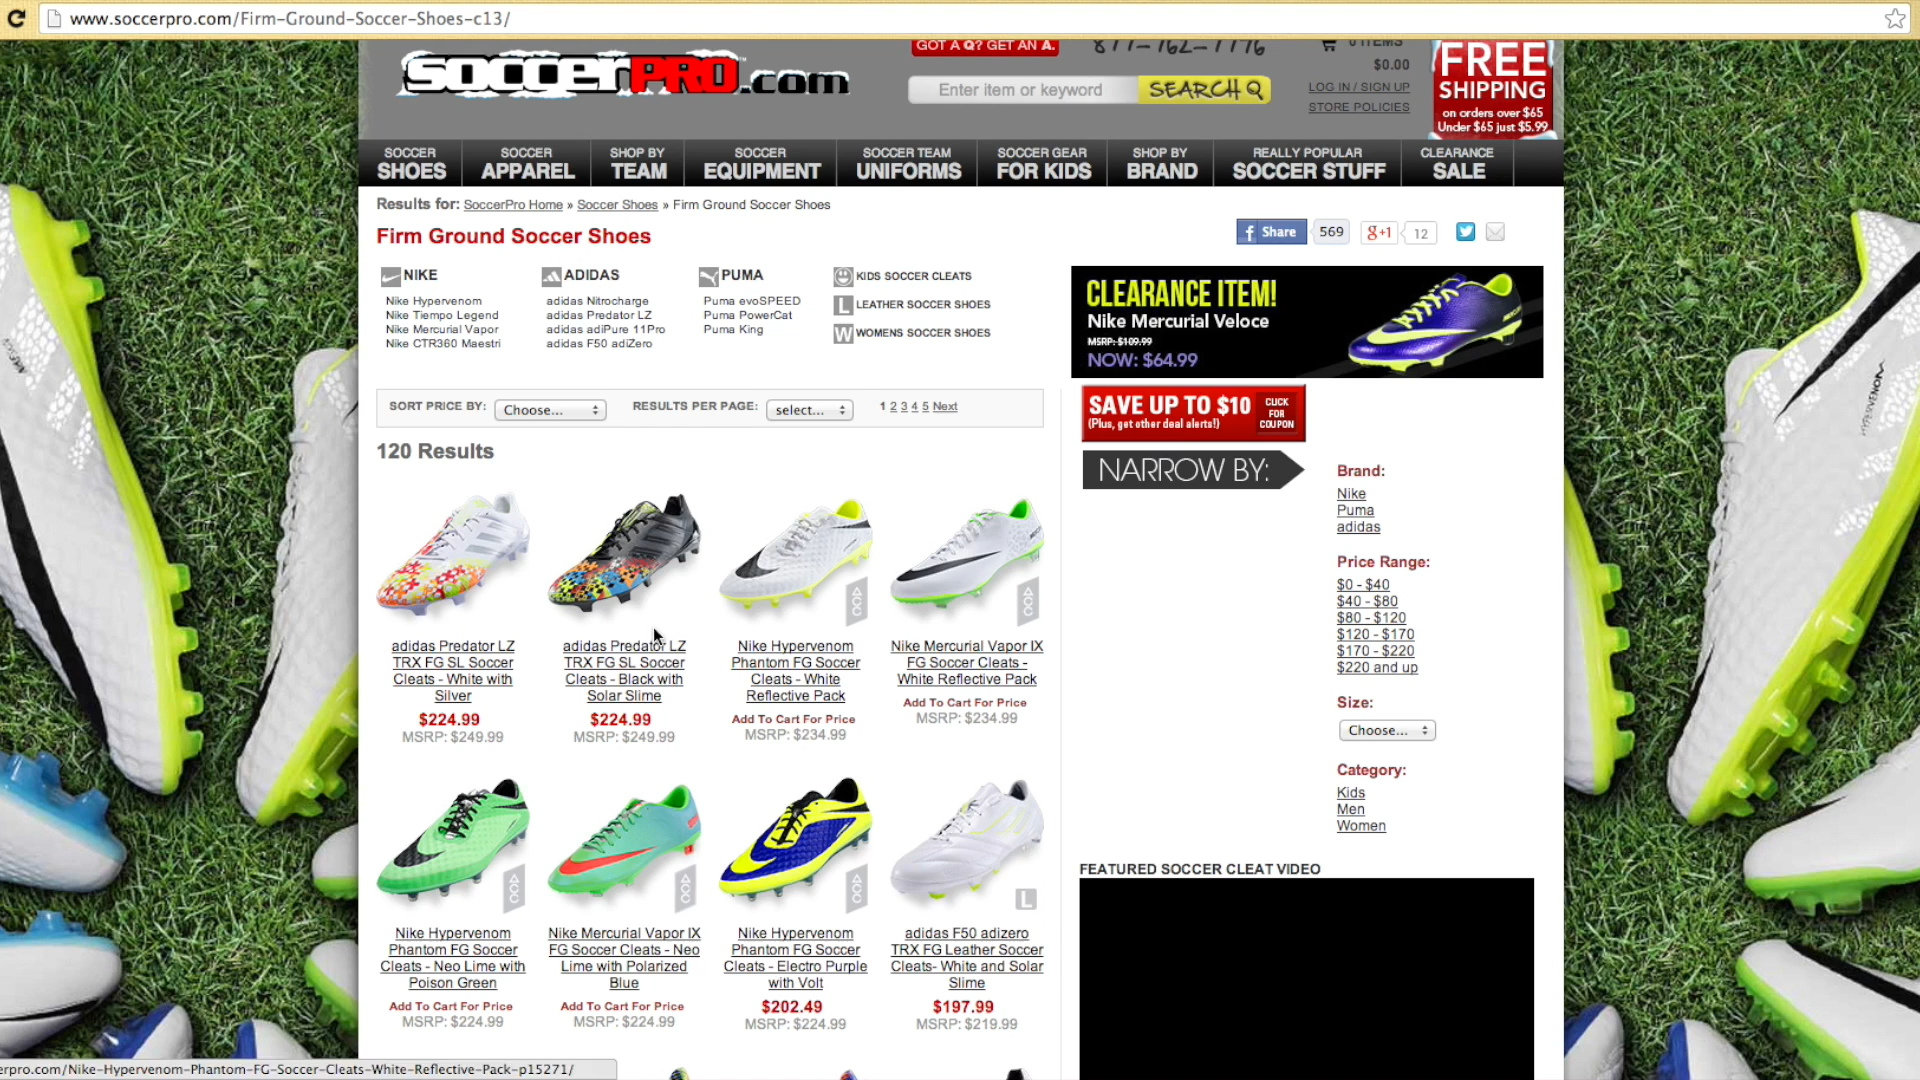 www.soccerpro.com/Firm-Ground-Soccer-Shoes-c13/
soccerPRO.com
GOT A Q? GET AN A.
877-762-7776
0 ITEMS
$0.00
Enter item or keyword
SEARCH
LOG IN / SIGN UP
STORE POLICIES
FREE
SHIPPING
on orders over $65
Under $65 just $5.99
SOCCER
SHOES
SOCCER
APPAREL
SHOP BY
TEAM
SOCCER
EQUIPMENT
SOCCER TEAM
UNIFORMS
SOCCER GEAR
FOR KIDS
SHOP BY
BRAND
REALLY POPULAR
SOCCER STUFF
CLEARANCE
SALE
Results for: SoccerPro Home » Soccer Shoes » Firm Ground Soccer Shoes
Firm Ground Soccer Shoes
f Share 569
g+1 12
NIKE
Nike Hypervenom
Nike Tiempo Legend
Nike Mercurial Vapor
Nike CTR360 Maestri
ADIDAS
adidas Nitrocharge
adidas Predator LZ
adidas adiPure 11Pro
adidas F50 adiZero
PUMA
Puma evoSPEED
Puma PowerCat
Puma King
KIDS SOCCER CLEATS
L LEATHER SOCCER SHOES
W WOMENS SOCCER SHOES
CLEARANCE ITEM!
Nike Mercurial Veloce
MSRP: $109.99
NOW: $64.99
SORT PRICE BY: Choose... RESULTS PER PAGE: select... 1 2 3 4 5 Next
SAVE UP TO $10
(Plus, get other deal alerts!)
CLICK
FOR
COUPON
120 Results
NARROW BY:
Brand:
Nike
Puma
adidas
Price Range:
$0 - $40
$40 - $80
$80 - $120
$120 - $170
$170 - $220
$220 and up
Size:
Choose...
Category:
Kids
Men
Women
ACC
ACC
adidas Predator LZ
TRX FG SL Soccer
Cleats - White with
Silver
$224.99
MSRP: $249.99
adidas Predator LZ
TRX FG SL Soccer
Cleats - Black with
Solar Slime
$224.99
MSRP: $249.99
Nike Hypervenom
Phantom FG Soccer
Cleats - White
Reflective Pack
Add To Cart For Price
MSRP: $234.99
Nike Mercurial Vapor IX
FG Soccer Cleats -
White Reflective Pack
Add To Cart For Price
MSRP: $234.99
ACC
ACC
ACC
L
Nike Hypervenom
Phantom FG Soccer
Cleats - Neo Lime with
Poison Green
Add To Cart For Price
MSRP: $224.99
Nike Mercurial Vapor IX
FG Soccer Cleats - Neo
Lime with Polarized
Blue
Add To Cart For Price
MSRP: $224.99
Nike Hypervenom
Phantom FG Soccer
Cleats - Electro Purple
with Volt
$202.49
MSRP: $224.99
adidas F50 adizero
TRX FG Leather Soccer
Cleats- White and Solar
Slime
$197.99
MSRP: $219.99
FEATURED SOCCER CLEAT VIDEO
HYPERVENOM
erpro.com/Nike-Hypervenom-Phantom-FG-Soccer-Cleats-White-Reflective-Pack-p15271/